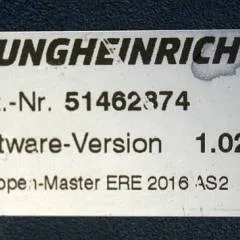 UNGHEINRICH
t.-Nr. 51462874
tware-Version 1.02
open-Master ERE 2016 AS2